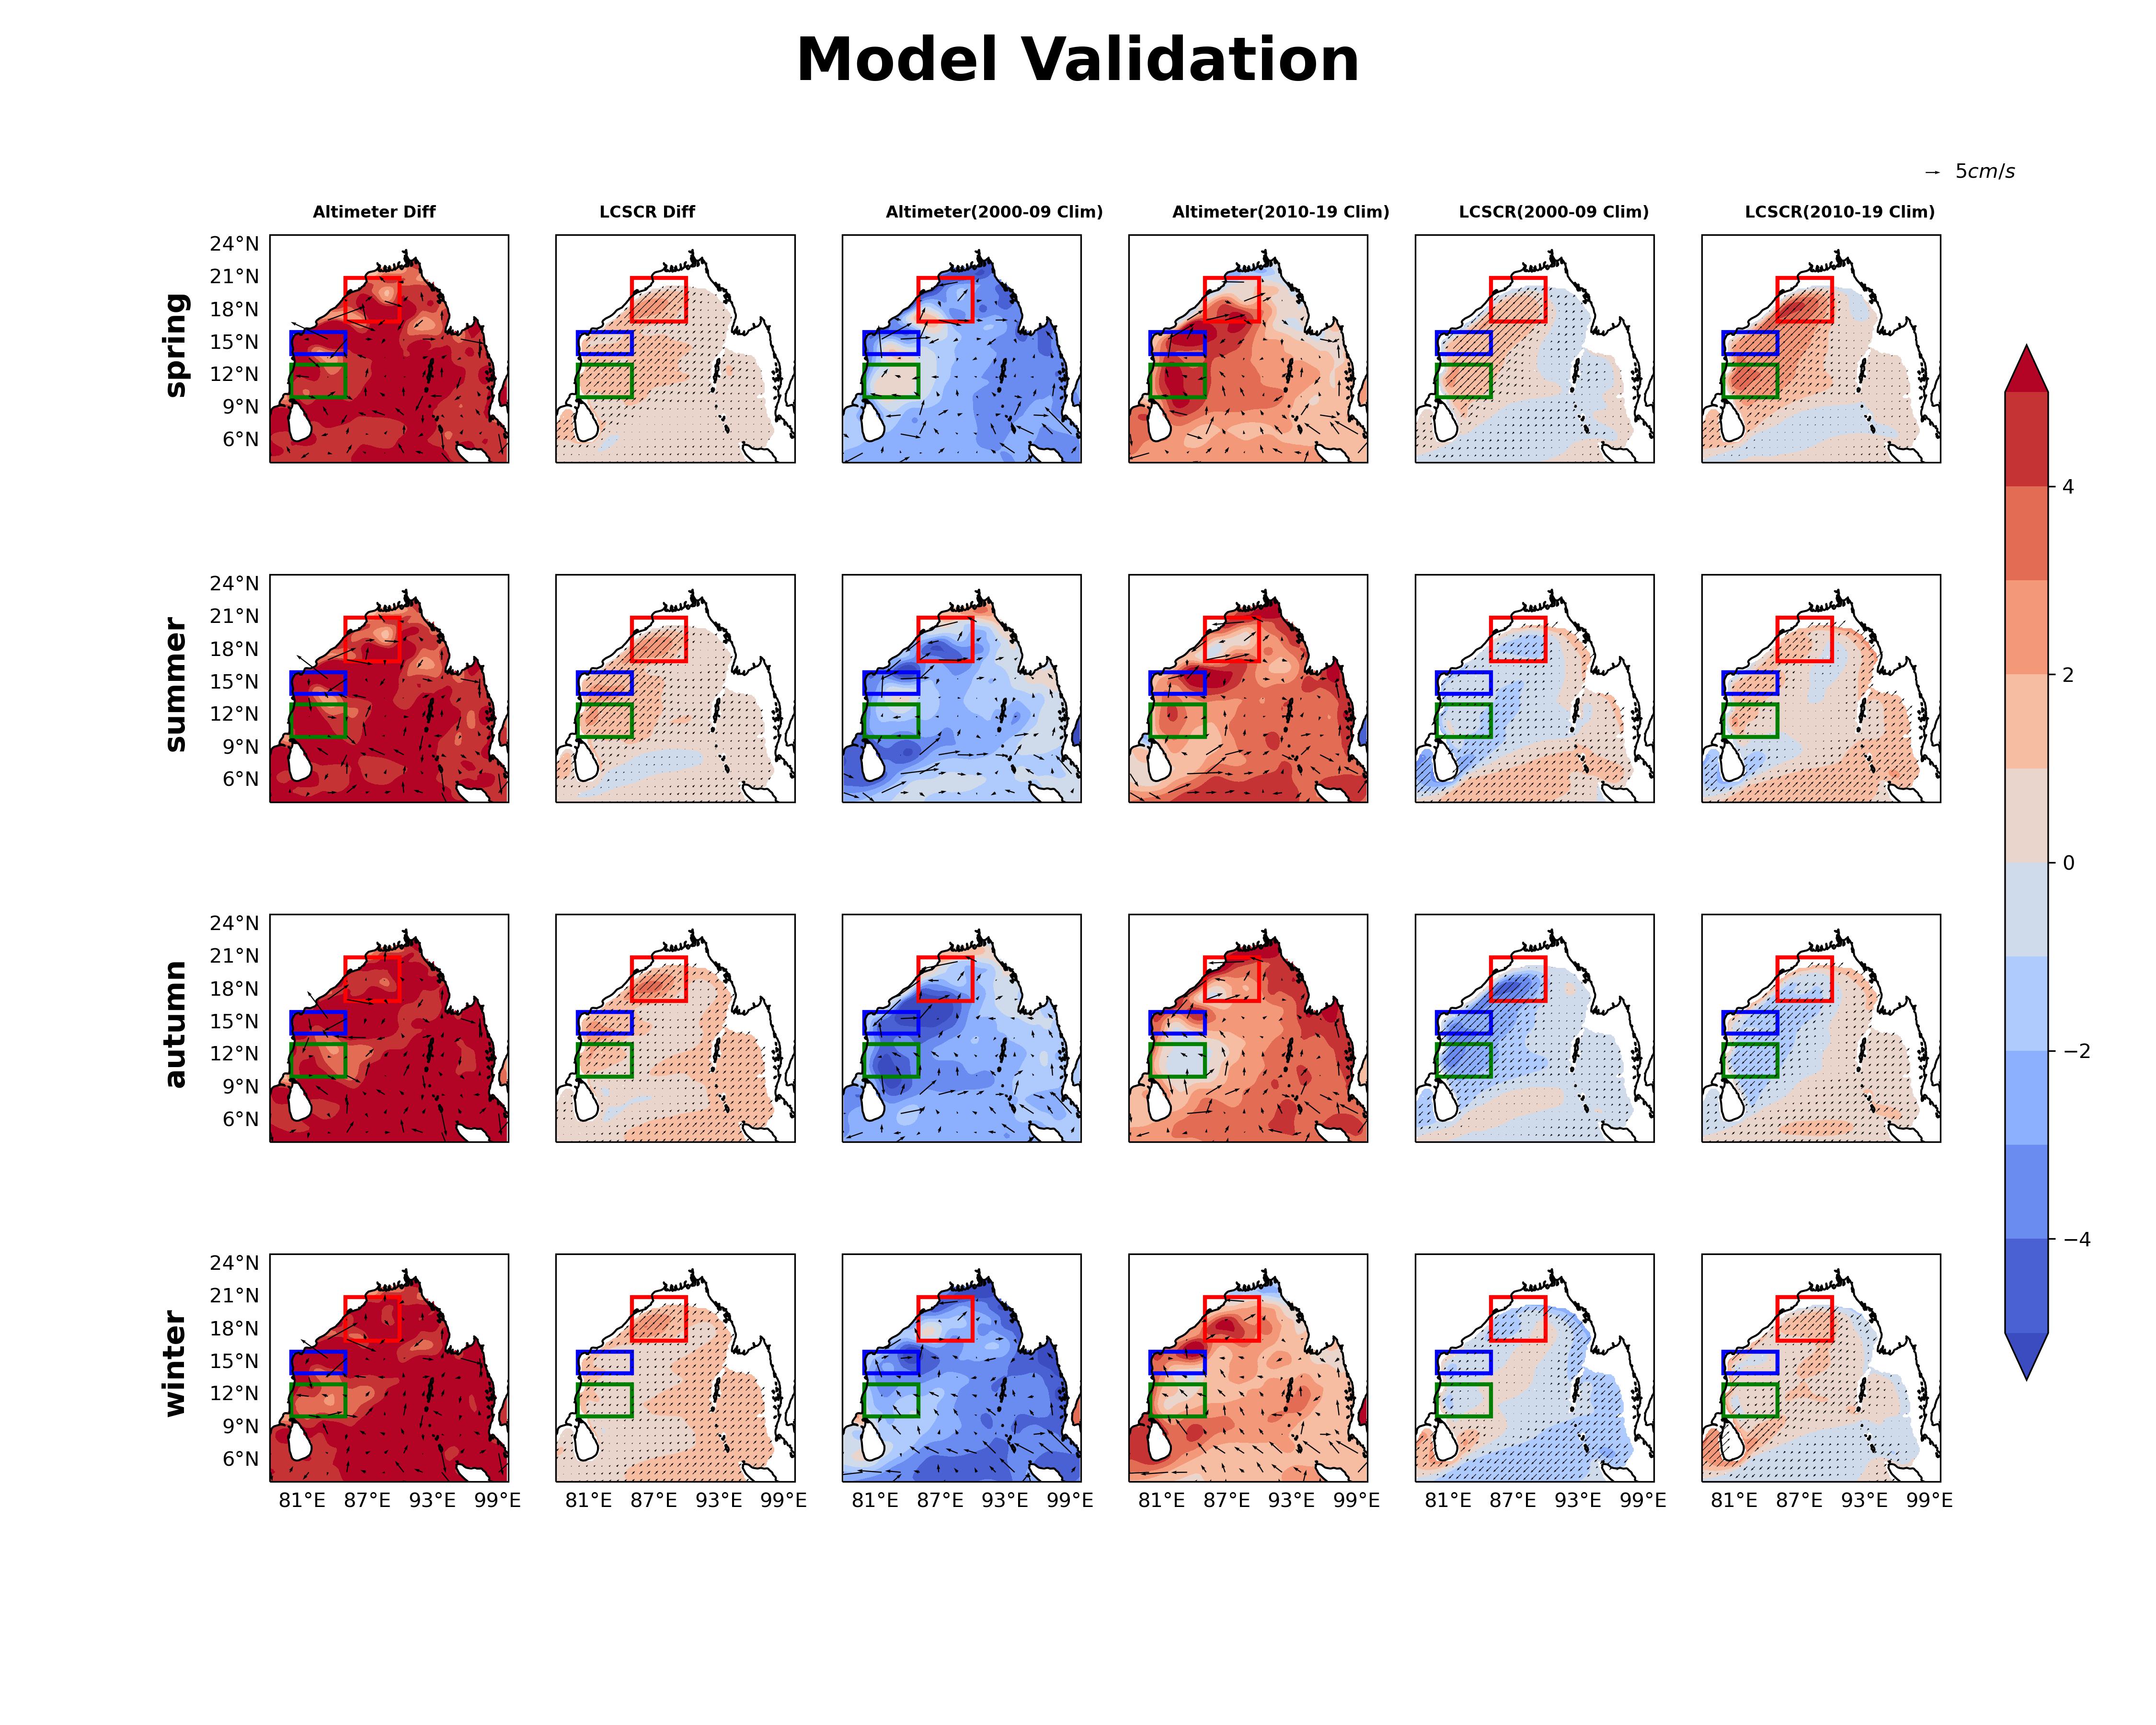 Model Validation
5cm/s
Altimeter Diff
LCSCR Diff
Altimeter(2000-09 Clim)
Altimeter(2010-19 Clim)
LCSCR(2000-09 Clim)
LCSCR(2010-19 Clim)
spring
24°N
21°N
18°N
15°N
12°N
9°N
6°N
summer
24°N
21°N
18°N
15°N
12°N
9°N
6°N
autumn
24°N
21°N
18°N
15°N
12°N
9°N
6°N
winter
24°N
21°N
18°N
15°N
12°N
9°N
6°N
81°E 87°E 93°E 99°E
81°E 87°E 93°E 99°E
81°E 87°E 93°E 99°E
81°E 87°E 93°E 99°E
81°E 87°E 93°E 99°E
81°E 87°E 93°E 99°E
4
2
0
−2
−4